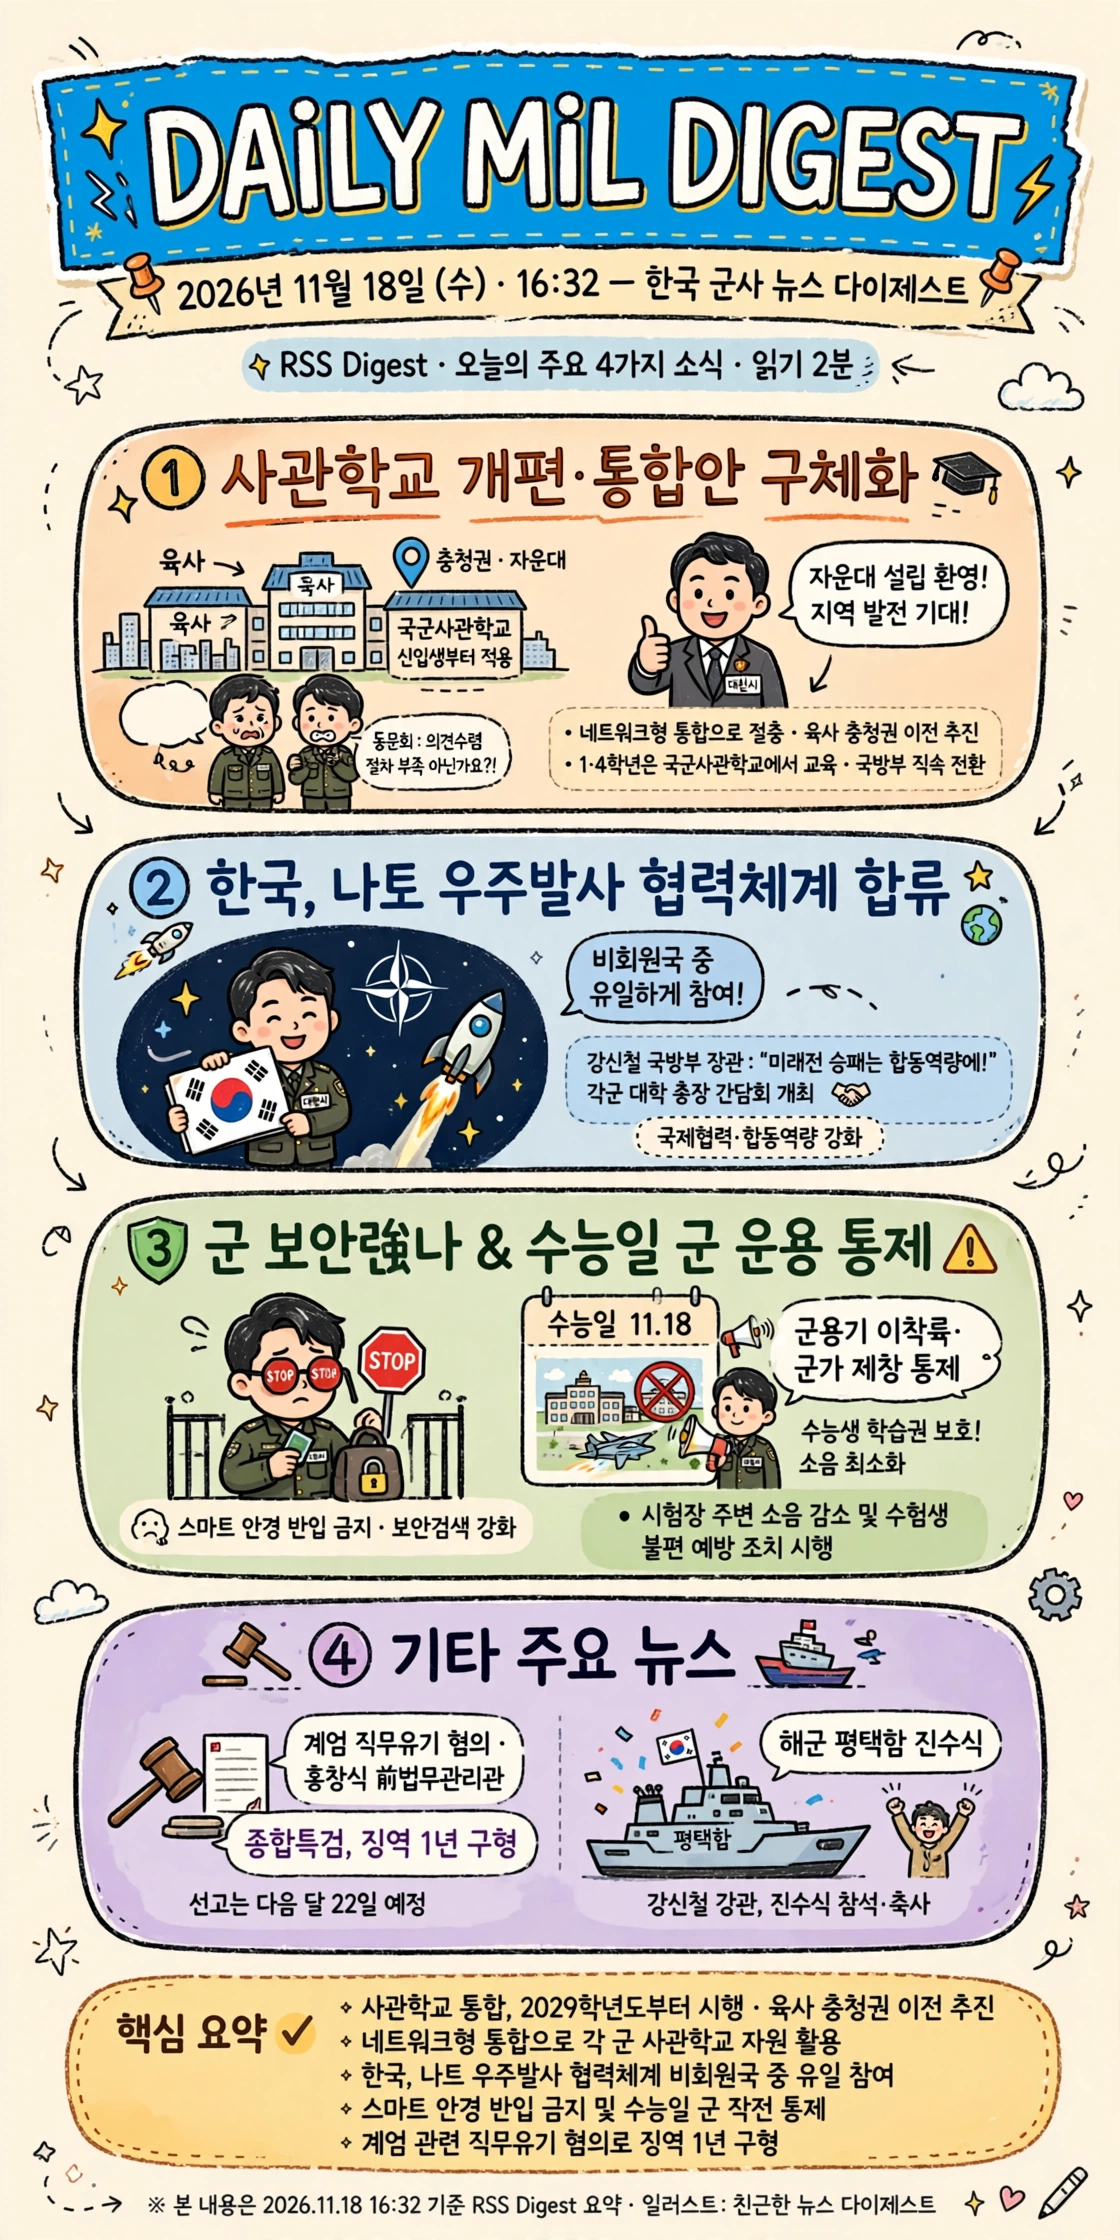 DAiLY MiL DIGEST
2026년 11월 18일 (수) · 16:32 — 한국 군사 뉴스 다이제스트
RSS Digest · 오늘의 주요 4가지 소식 · 읽기 2분
1 사관학교 개편·통합안 구체화
육사
충청권 · 자운대
육사
육사
국군사관학교
신입생부터 적용
자운대 설립 환영!
지역 발전 기대!
동문회 : 의견수렴
절차 부족 아닌가요?!
• 네트워크형 통합으로 절충 · 육사 충청권 이전 추진
• 1·4학년은 국군사관학교에서 교육 · 국방부 직속 전환
2 한국, 나토 우주발사 협력체계 합류
비회원국 중
유일하게 참여!
강신철 국방부 장관 : “미래전 승패는 합동역량에!”
각군 대학 총장 간담회 개최
국제협력·합동역량 강화
3 군 보안强나 & 수능일 군 운용 통제
STOP
STOP STOP
수능일 11.18
군용기 이착륙·
군가 제창 통제
수능생 학습권 보호!
소음 최소화
스마트 안경 반입 금지 · 보안검색 강화
• 시험장 주변 소음 감소 및 수험생
불편 예방 조치 시행
4 기타 주요 뉴스
계엄 직무유기 혐의 ·
홍창식 前법무관리관
종합특검, 징역 1년 구형
선고는 다음 달 22일 예정
해군 평택함 진수식
평택함
강신철 강관, 진수식 참석·축사
핵심 요약
사관학교 통합, 2029학년도부터 시행 · 육사 충청권 이전 추진
네트워크형 통합으로 각 군 사관학교 자원 활용
한국, 나트 우주발사 협력체계 비회원국 중 유일 참여
스마트 안경 반입 금지 및 수능일 군 작전 통제
계엄 관련 직무유기 혐의로 징역 1년 구형
※ 본 내용은 2026.11.18 16:32 기준 RSS Digest 요약 · 일러스트: 친근한 뉴스 다이제스트